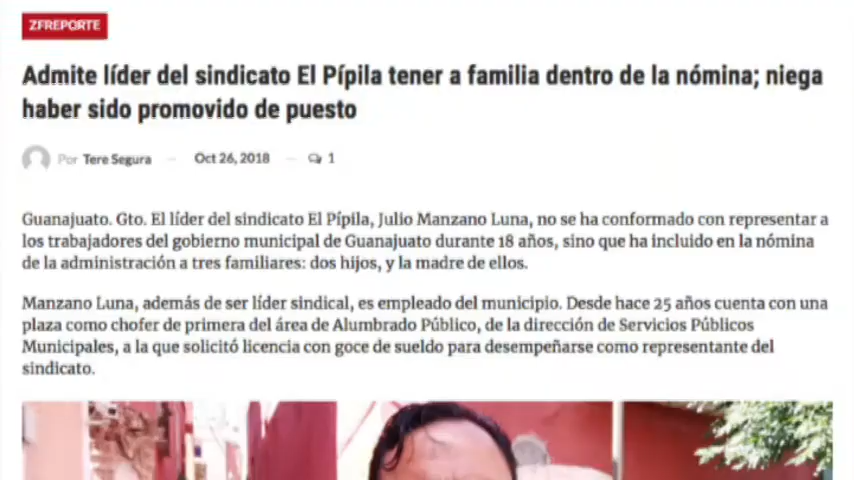 ZFREPORTE
Admite líder del sindicato El Pípila tener a familia dentro de la nómina; niega
haber sido promovido de puesto
Por Tere Segura — Oct 26, 2018 — 1
Guanajuato. Gto. El líder del sindicato El Pípila, Julio Manzano Luna, no se ha conformado con representar a
los trabajadores del gobierno municipal de Guanajuato durante 18 años, sino que ha incluido en la nómina
de la administración a tres familiares: dos hijos, y la madre de ellos.
Manzano Luna, además de ser líder sindical, es empleado del municipio. Desde hace 25 años cuenta con una
plaza como chofer de primera del área de Alumbrado Público, de la dirección de Servicios Públicos
Municipales, a la que solicitó licencia con goce de sueldo para desempeñarse como representante del
sindicato.